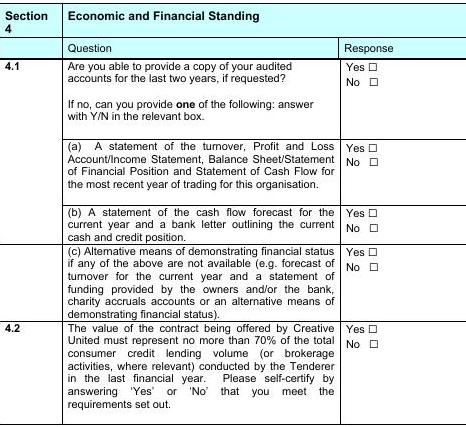 Section 4 Economic and Financial Standing
Question Response
4.1 Are you able to provide a copy of your audited Yes ☐
accounts for the last two years, if requested? No ☐
If no, can you provide one of the following: answer
with Y/N in the relevant box.
(a) A statement of the turnover, Profit and Loss Yes ☐
Account/Income Statement, Balance Sheet/Statement No ☐
of Financial Position and Statement of Cash Flow for
the most recent year of trading for this organisation.
(b) A statement of the cash flow forecast for the Yes ☐
current year and a bank letter outlining the current No ☐
cash and credit position.
(c) Alternative means of demonstrating financial status Yes ☐
if any of the above are not available (e.g. forecast of No ☐
turnover for the current year and a statement of
funding provided by the owners and/or the bank,
charity accruals accounts or an alternative means of
demonstrating financial status).
4.2 The value of the contract being offered by Creative Yes ☐
United must represent no more than 70% of the total No ☐
consumer credit lending volume (or brokerage
activities, where relevant) conducted by the Tenderer
in the last financial year. Please self-certify by
answering ‘Yes’ or ‘No’ that you meet the
requirements set out.